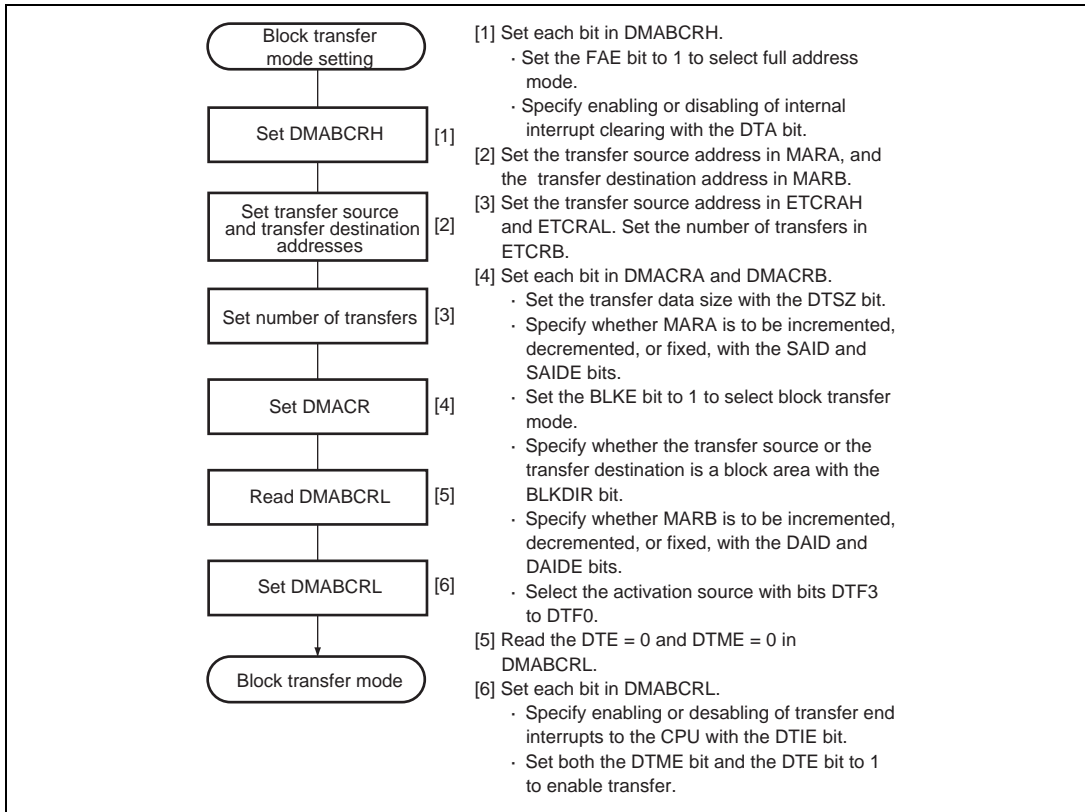 Block transfer
mode setting
Set DMABCRH
[1]
Set transfer source
and transfer destination
addresses
[2]
Set number of transfers
[3]
Set DMACR
[4]
Read DMABCRL
[5]
Set DMABCRL
[6]
Block transfer mode
[1] Set each bit in DMABCRH.
· Set the FAE bit to 1 to select full address
mode.
· Specify enabling or disabling of internal
interrupt clearing with the DTA bit.
[2] Set the transfer source address in MARA, and
the transfer destination address in MARB.
[3] Set the transfer source address in ETCRAH
and ETCRAL. Set the number of transfers in
ETCRB.
[4] Set each bit in DMACRA and DMACRB.
· Set the transfer data size with the DTSZ bit.
· Specify whether MARA is to be incremented,
decremented, or fixed, with the SAID and
SAIDE bits.
· Set the BLKE bit to 1 to select block transfer
mode.
· Specify whether the transfer source or the
transfer destination is a block area with the
BLKDIR bit.
· Specify whether MARB is to be incremented,
decremented, or fixed, with the DAID and
DAIDE bits.
· Select the activation source with bits DTF3
to DTF0.
[5] Read the DTE = 0 and DTME = 0 in
DMABCRL.
[6] Set each bit in DMABCRL.
· Specify enabling or desabling of transfer end
interrupts to the CPU with the DTIE bit.
· Set both the DTME bit and the DTE bit to 1
to enable transfer.